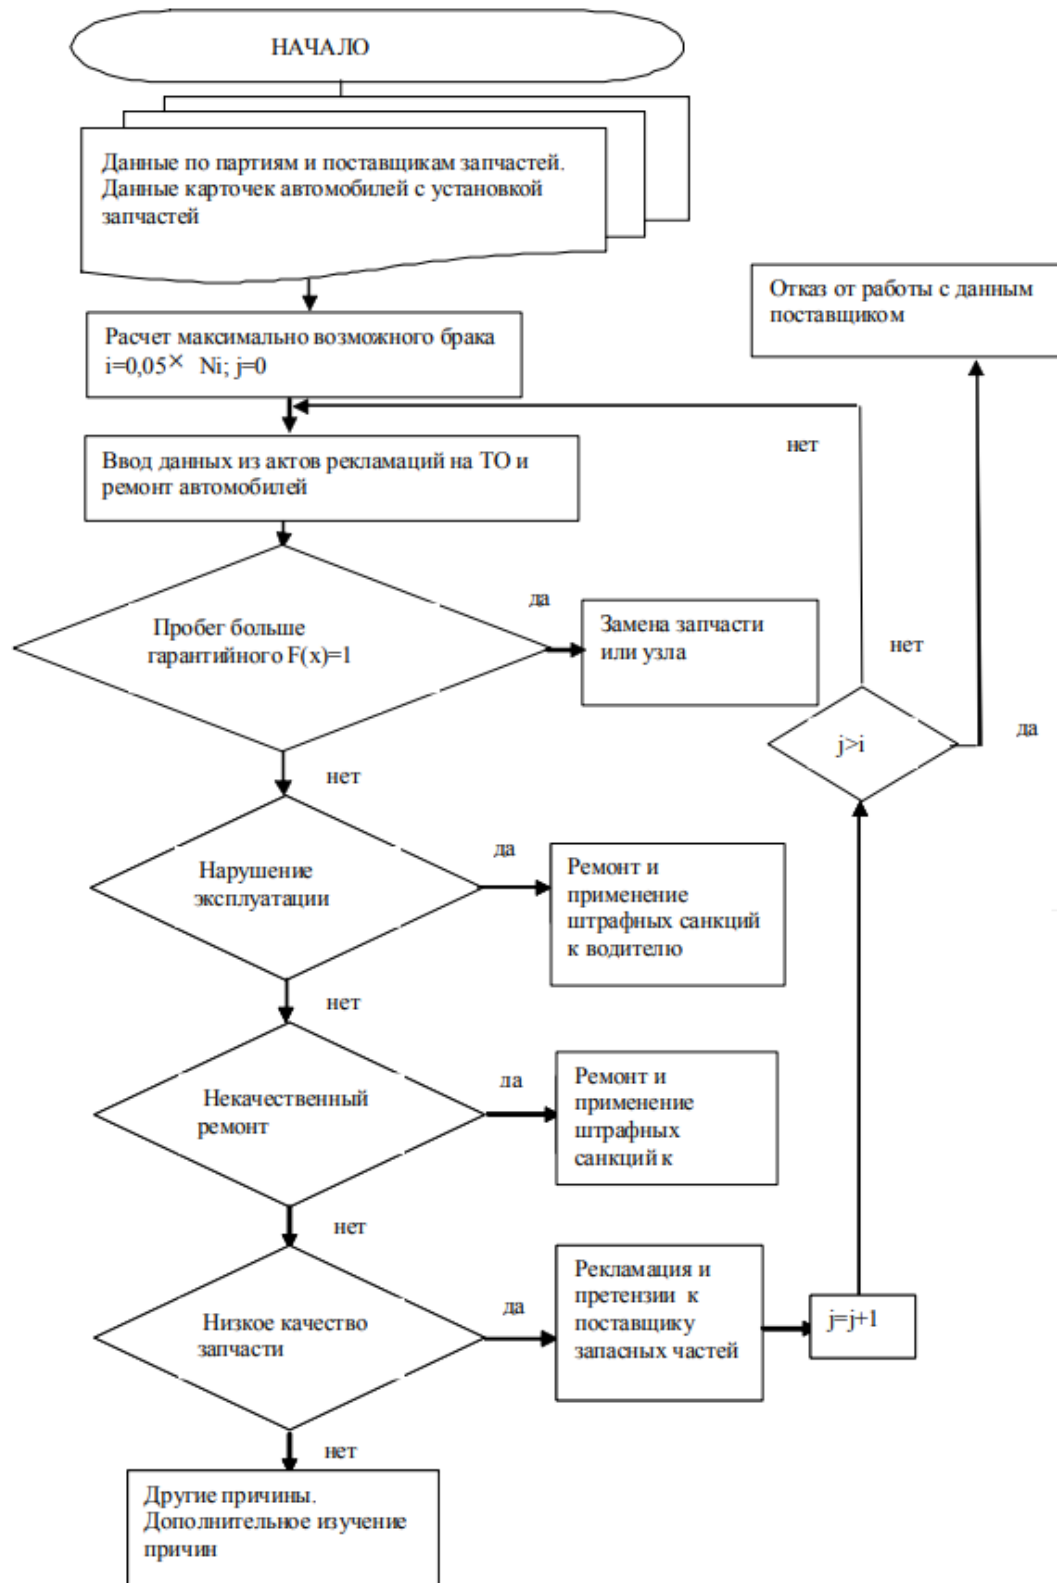 НАЧАЛО
Данные по партиям и поставщикам запчастей.
Данные карточек автомобилей с установкой
запчастей
Отказ от работы с данным
поставщиком
Расчет максимально возможного брака
i=0,05× Ni; j=0
нет
Ввод данных из актов рекламаций на ТО и
ремонт автомобилей
да
Пробег больше
гарантийного F(x)=1
Замена запчасти
или узла
нет
j>i
да
нет
Нарушение
эксплуатации
да
Ремонт и
применение
штрафных санкций
к водителю
нет
Некачественный
ремонт
да
Ремонт и
применение
штрафных
санкций к
нет
Низкое качество
запчасти
да
Рекламация и
претензии к
поставщику
запасных частей
j=j+1
нет
Другие причины.
Дополнительное изучение
причин